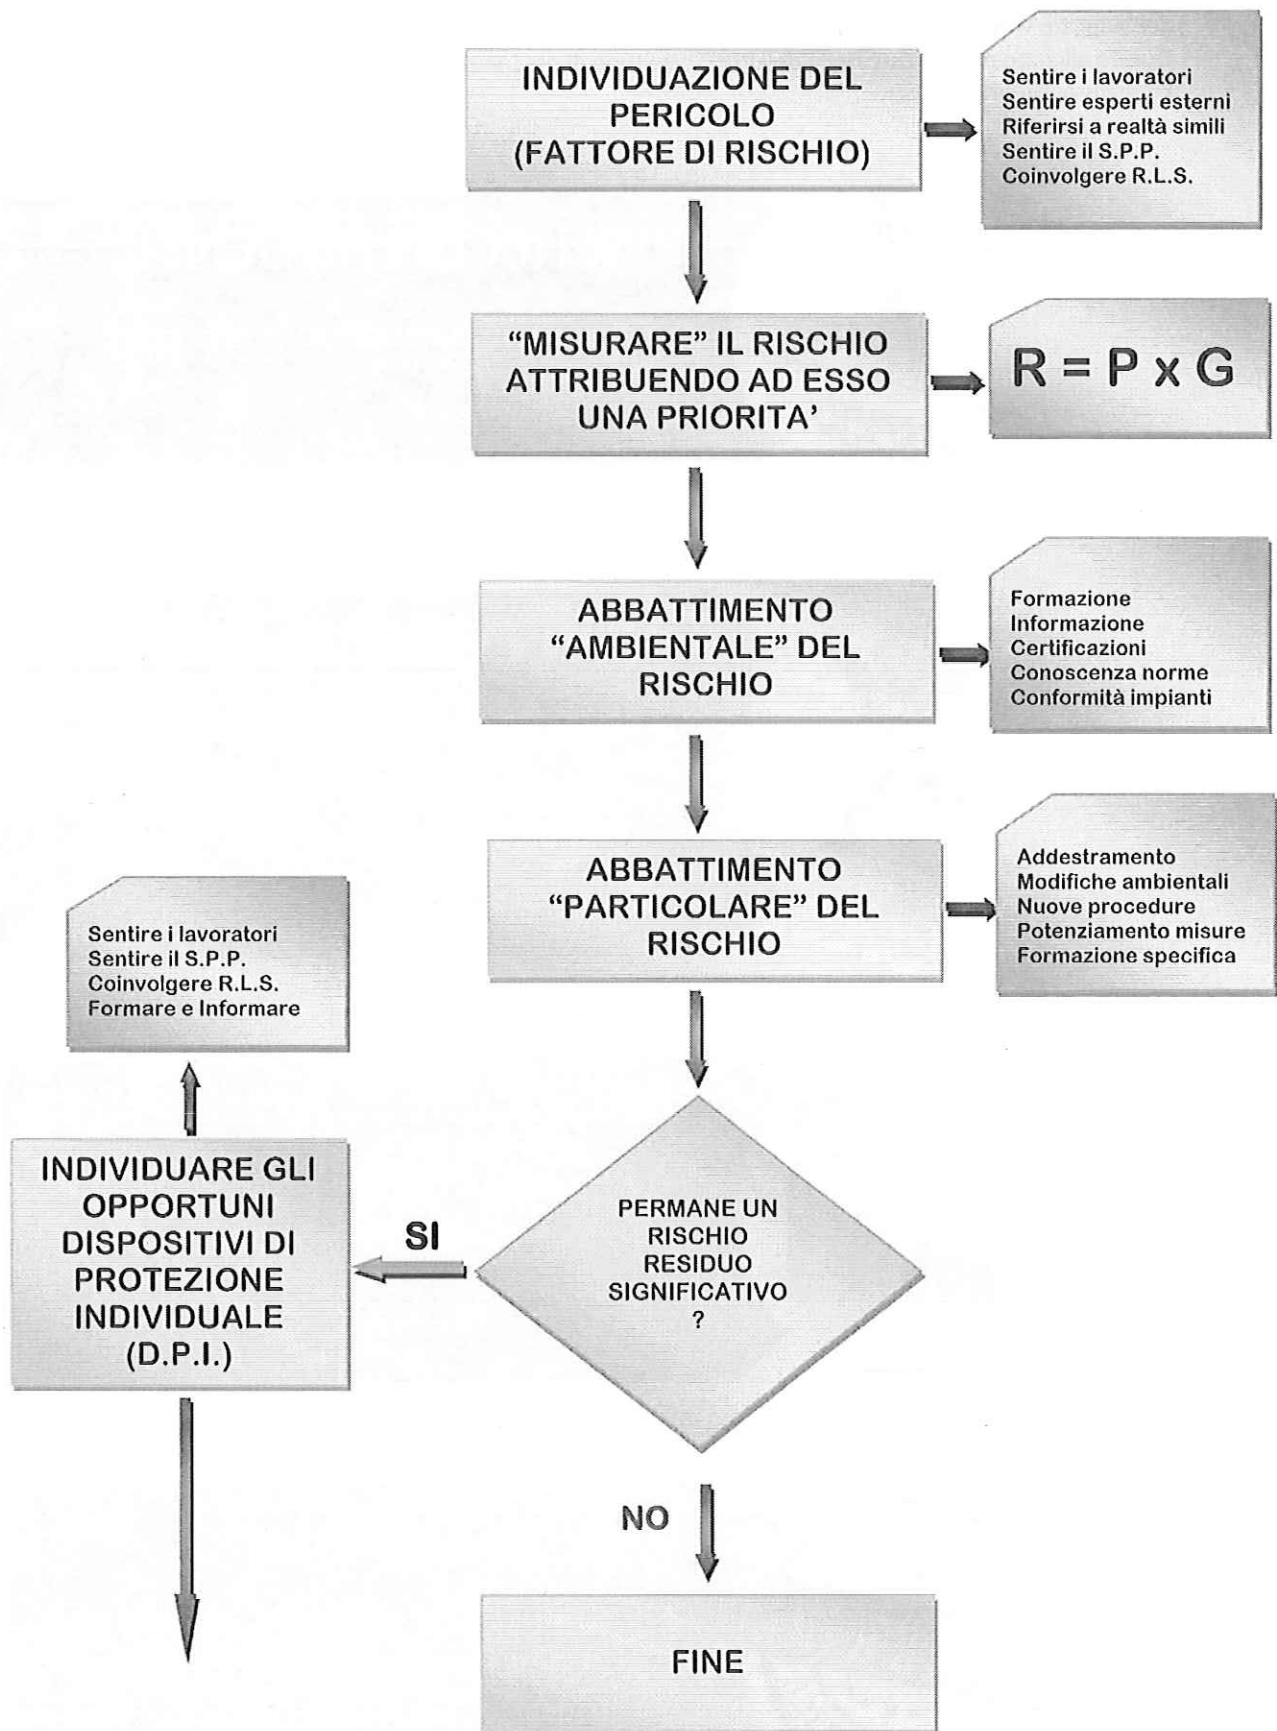 INDIVIDUAZIONE DEL
PERICOLO
(FATTORE DI RISCHIO)
Sentire i lavoratori
Sentire esperti esterni
Riferirsi a realtà simili
Sentire il S.P.P.
Coinvolgere R.L.S.
“MISURARE” IL RISCHIO
ATTRIBUENDO AD ESSO
UNA PRIORITA’
R = P x G
ABBATTIMENTO
“AMBIENTALE” DEL
RISCHIO
Formazione
Informazione
Certificazioni
Conoscenza norme
Conformità impianti
ABBATTIMENTO
“PARTICOLARE” DEL
RISCHIO
Addestramento
Modifiche ambientali
Nuove procedure
Potenziamento misure
Formazione specifica
Sentire i lavoratori
Sentire il S.P.P.
Coinvolgere R.L.S.
Formare e Informare
INDIVIDUARE GLI
OPPORTUNI
DISPOSITIVI DI
PROTEZIONE
INDIVIDUALE
(D.P.I.)
SI
PERMANE UN
RISCHIO
RESIDUO
SIGNIFICATIVO
?
NO
FINE